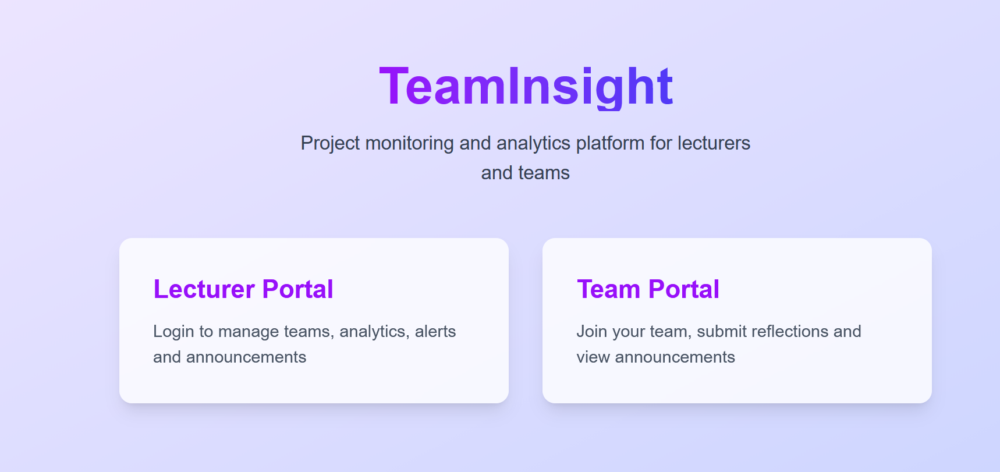 TeamInsight
Project monitoring and analytics platform for lecturers
and teams
Lecturer Portal
Login to manage teams, analytics, alerts
and announcements
Team Portal
Join your team, submit reflections and
view announcements